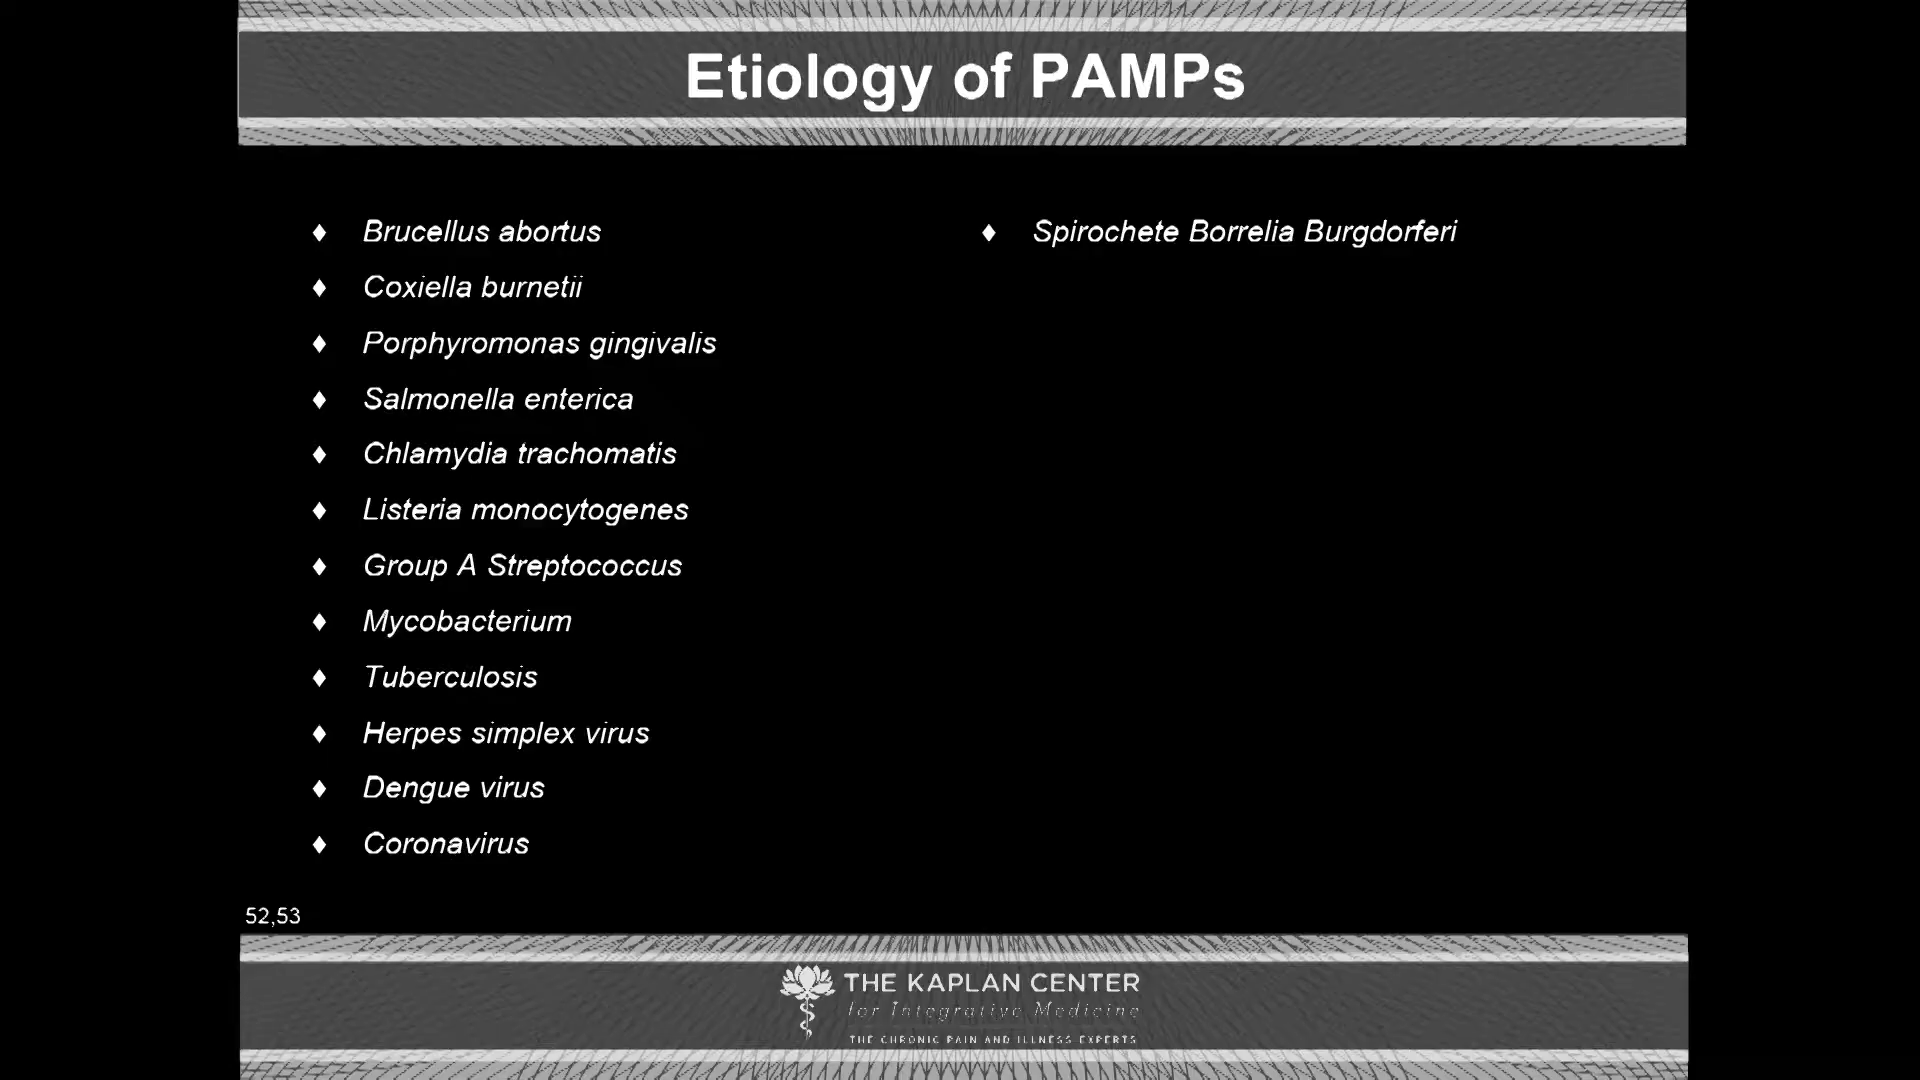 Etiology of PAMPs
♦ Brucellus abortus
♦ Coxiella burnetii
♦ Porphyromonas gingivalis
♦ Salmonella enterica
♦ Chlamydia trachomatis
♦ Listeria monocytogenes
♦ Group A Streptococcus
♦ Mycobacterium
♦ Tuberculosis
♦ Herpes simplex virus
♦ Dengue virus
♦ Coronavirus
♦ Spirochete Borrelia Burgdorferi
52,53
THE KAPLAN CENTER
for Integrative Medicine
THE CHRONIC PAIN AND ILLNESS EXPERTS